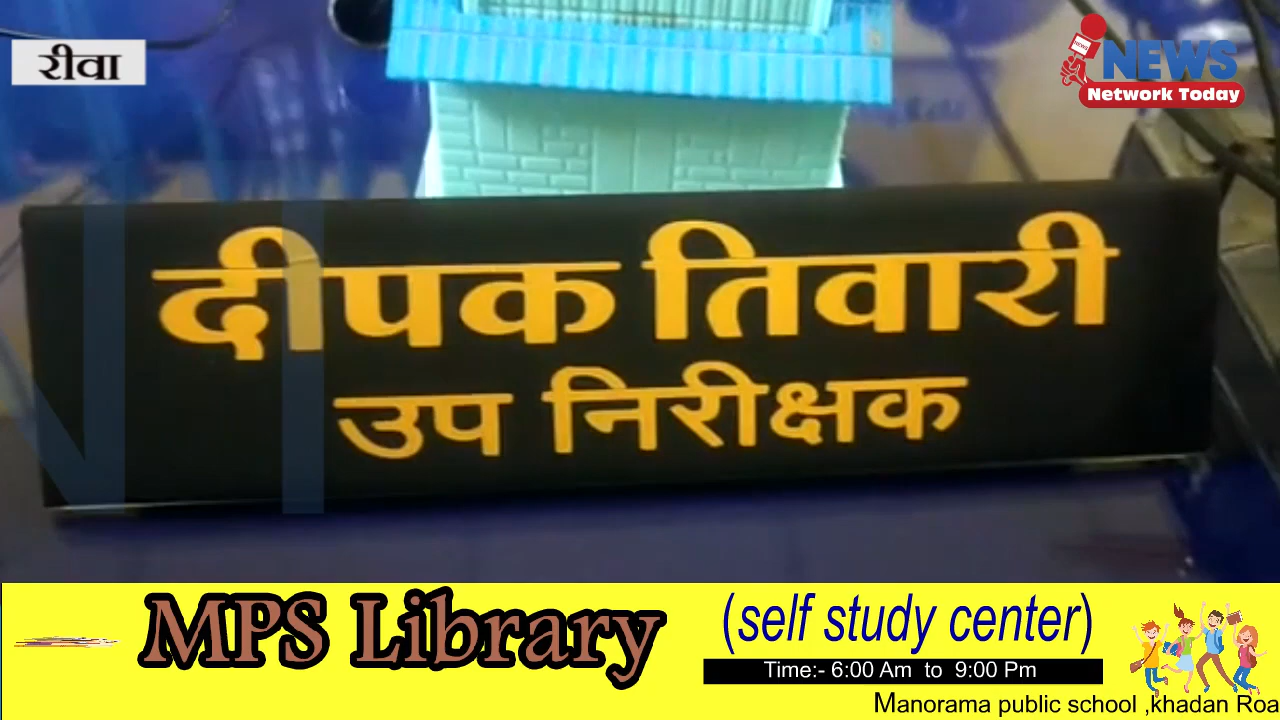 रीवा
NEWS
NEWS
Network Today
दीपक तिवारी
उप निरीक्षक
MPS Library
(self study center)
Time:- 6:00 Am to 9:00 Pm
Manorama public school ,khadan Roa